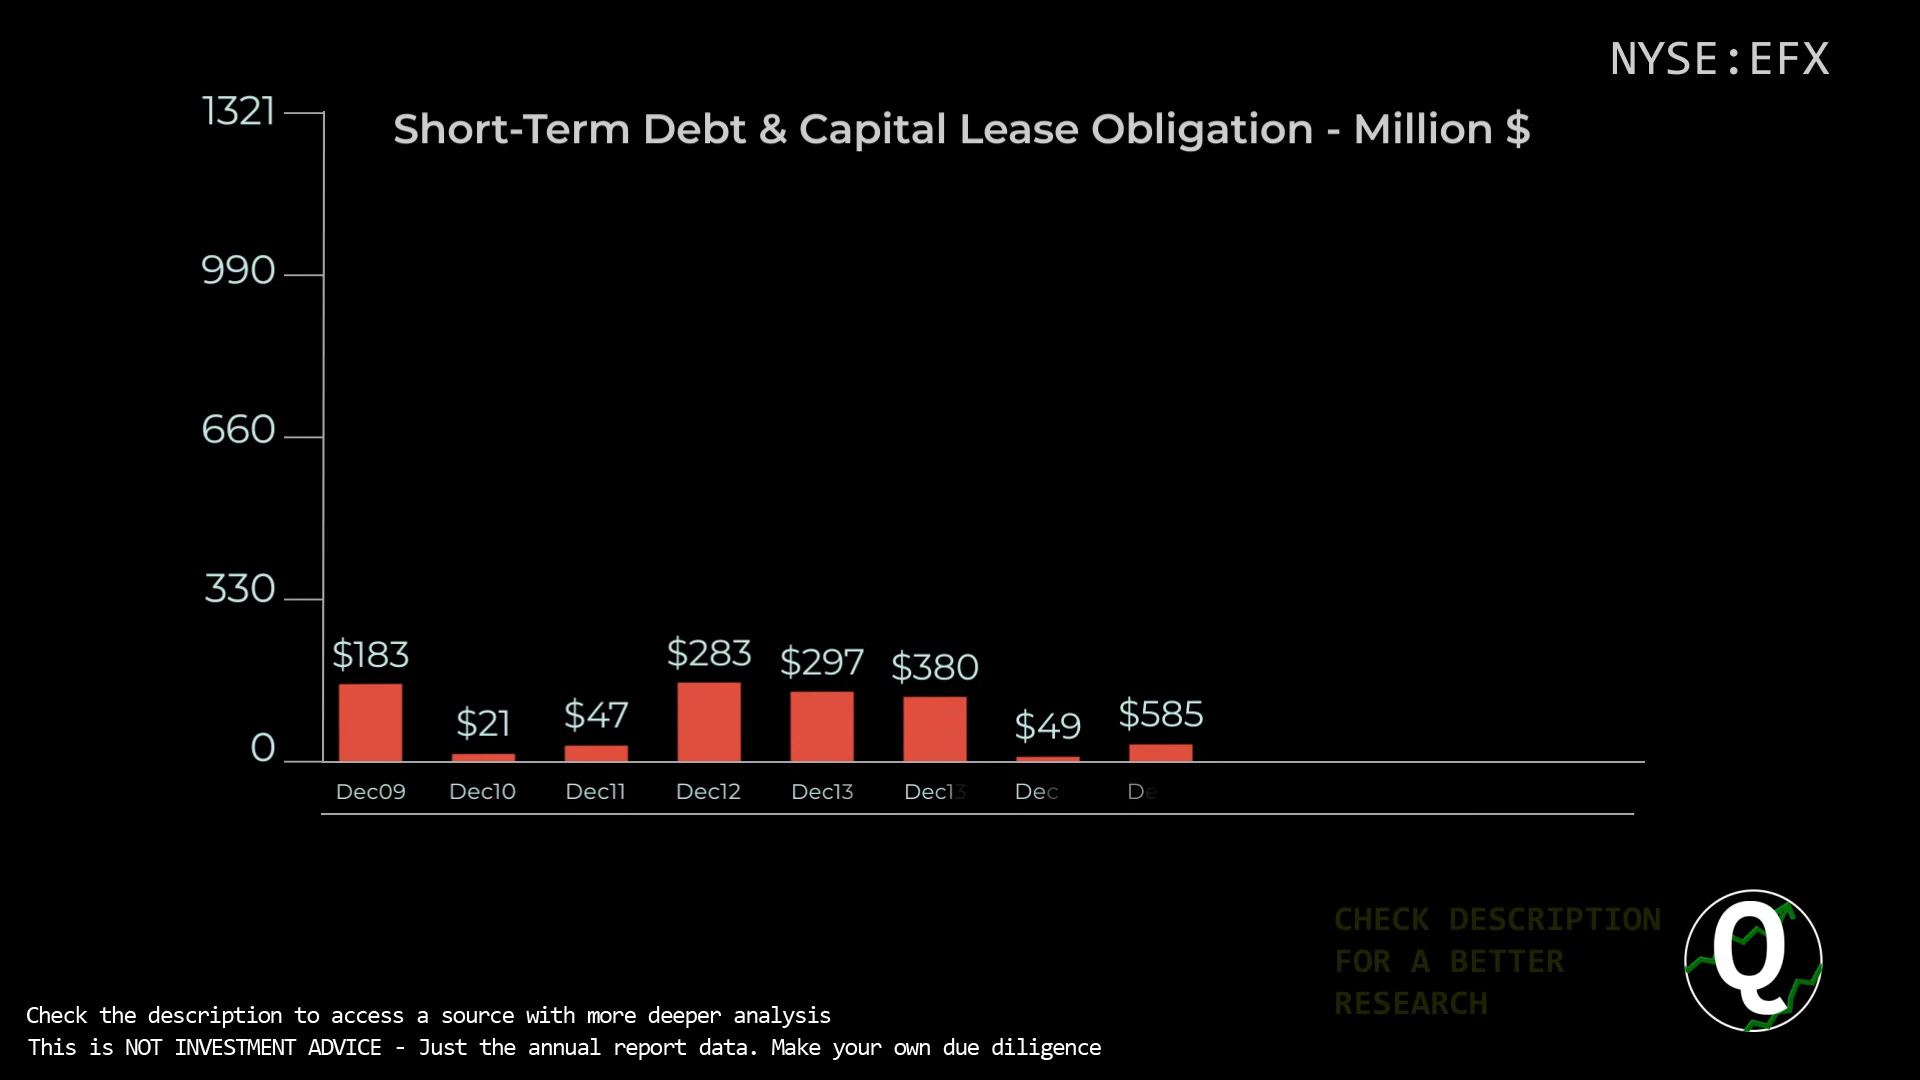 NYSE:EFX
Short-Term Debt & Capital Lease Obligation - Million $
1321
990
660
330
0
$183 $21 $47 $283 $297 $380 $49 $585
Dec09 Dec10 Dec11 Dec12 Dec13 Dec13 Dec De
CHECK DESCRIPTION
FOR A BETTER
RESEARCH
Q
Check the description to access a source with more deeper analysis
This is NOT INVESTMENT ADVICE - Just the annual report data. Make your own due diligence